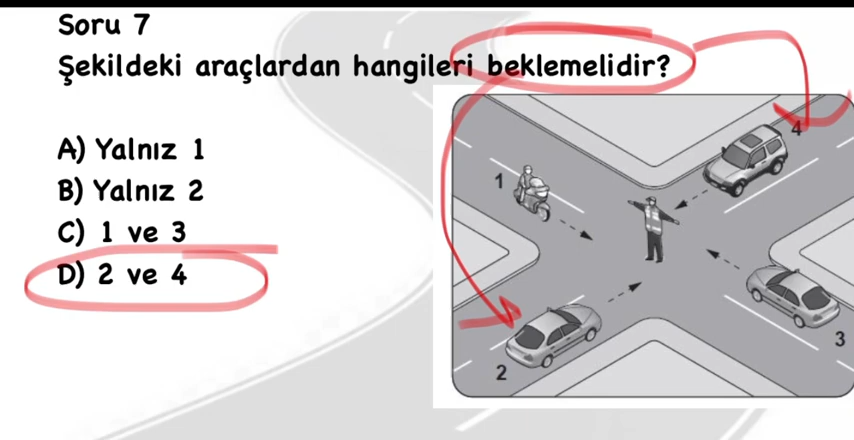 Soru 7
Şekildeki araçlardan hangileri beklemelidir?
A) Yalnız 1
B) Yalnız 2
C) 1 ve 3
D) 2 ve 4
1
4
3
2